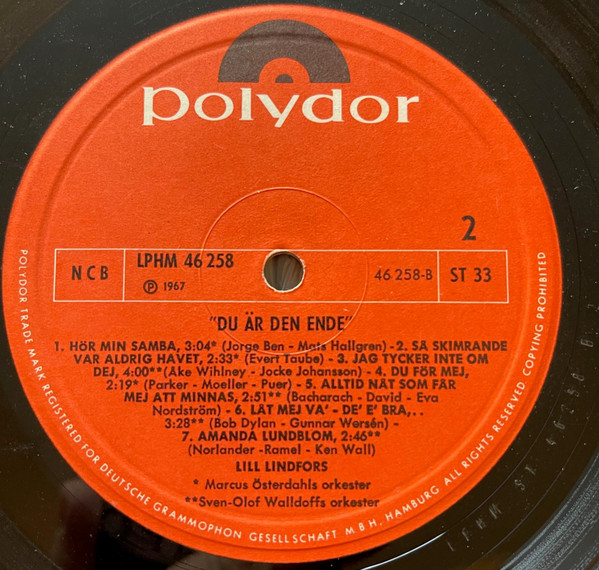 polydor
2
NCB
LPHM 46 258
℗ 1967
46 258-B
ST 33
"DU ÄR DEN ENDE"
1. HÖR MIN SAMBA, 3:04* (Jorge Ben - Mats Hallgren) -2. SÅ SKIMRANDE
VAR ALDRIG HAVET, 2:33* (Evert Taube) - 3. JAG TYCKER INTE OM
DEJ, 4:00**(Åke Wihlney - Jocke Johansson) - 4. DU FÖR MEJ,
2:19* (Parker - Moeller - Puer) - 5. ALLTID NÅT SOM FÅR
MEJ ATT MINNAS, 2:51** (Bacharach - David - Eva
Nordström) - 6. LÅT MEJ VA' - DE' E' BRA,. .
3:28** (Bob Dylan - Gunnar Wersén) -
7. AMANDA LUNDBLOM, 2:46**
(Norlander -Ramel - Ken Wall)
LILL LINDFORS
* Marcus Österdahls orkester
**Sven-Olof Walldoffs orkester
POLYDOR TRADE MARK REGISTERED FOR DEUTSCHE GRAMMOPHON GESELLSCHAFT M B H. HAMBURG ALL RIGHTS RESERVED COPYING PROHIBITED